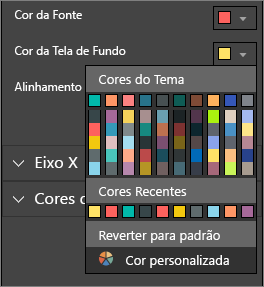 Cor da Fonte
Cor da Tela de Fundo
Alinhamento
Cores do Tema
Eixo X
Cores Recentes
Cores
Reverter para padrão
Cor personalizada